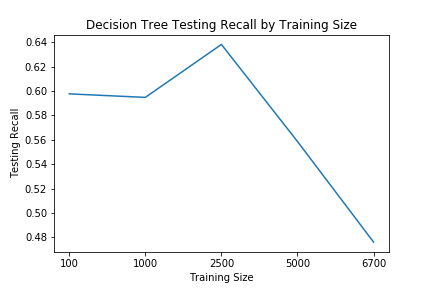 Decision Tree Testing Recall by Training Size
0.64
0.62
0.60
0.58
0.56
0.54
0.52
0.50
0.48
Testing Recall
100 1000 2500 5000 6700
Training Size